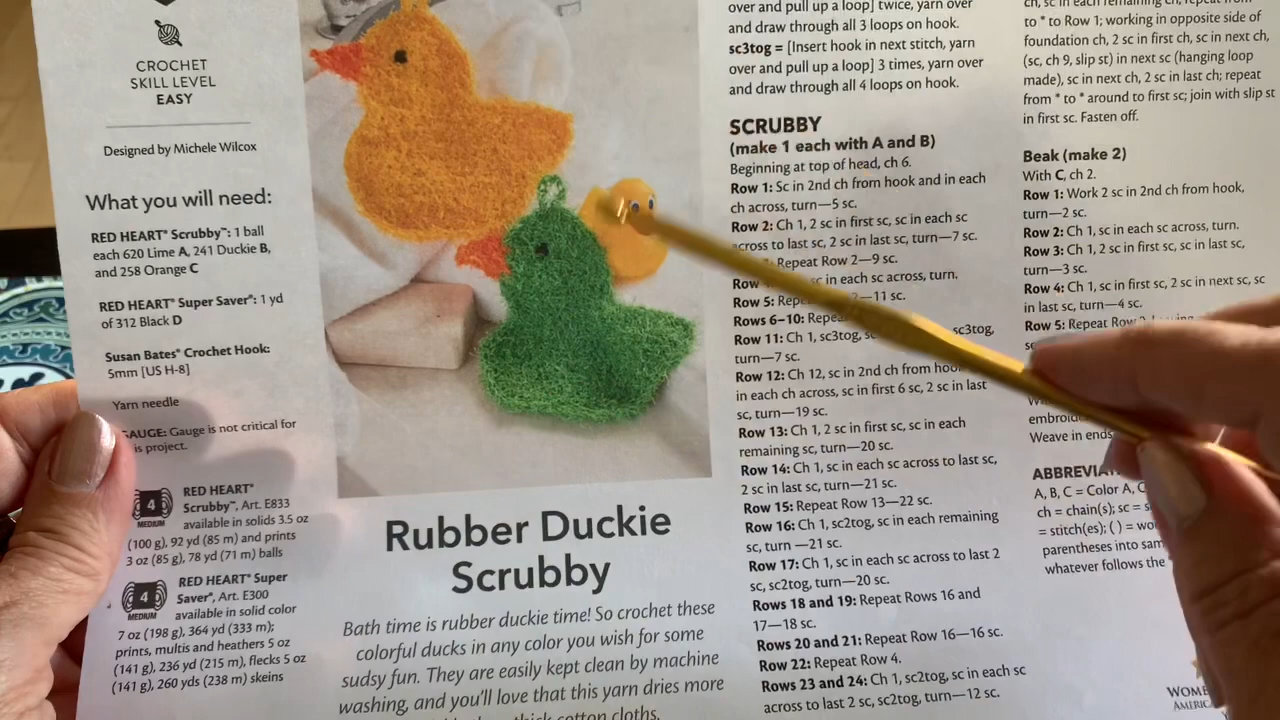 CROCHET
SKILL LEVEL
EASY
Designed by Michele Wilcox
What you will need:
RED HEART® Scrubby™: 1 ball
each 620 Lime A, 241 Duckie B,
and 258 Orange C
RED HEART® Super Saver®: 1 yd
of 312 Black D
Susan Bates® Crochet Hook:
5mm [US H-8]
Yarn needle
GAUGE: Gauge is not critical for
is project.
4
MEDIUM
RED HEART®
Scrubby™, Art. E833
available in solids 3.5 oz
(100 g), 92 yd (85 m) and prints
3 oz (85 g), 78 yd (71 m) balls
4
MEDIUM
RED HEART® Super
Saver®, Art. E300
available in solid color
7 oz (198 g), 364 yd (333 m);
prints, multis and heathers 5 oz
(141 g), 236 yd (215 m), flecks 5 oz
(141 g), 260 yds (238 m) skeins
Rubber Duckie
Scrubby
Bath time is rubber duckie time! So crochet these
colorful ducks in any color you wish for some
sudsy fun. They are easily kept clean by machine
washing, and you'll love that this yarn dries more
thick cotton cloths.
over and pull up a loop] twice, yarn over
and draw through all 3 loops on hook.
sc3tog = [Insert hook in next stitch, yarn
over and pull up a loop] 3 times, yarn over
and draw through all 4 loops on hook.
SCRUBBY
(make 1 each with A and B)
Beginning at top of head, ch 6.
Row 1: Sc in 2nd ch from hook and in each
ch across, turn—5 sc.
Row 2: Ch 1, 2 sc in first sc, sc in each sc
across to last sc, 2 sc in last sc, turn—7 sc.
Repeat Row 2—9 sc.
Row sc in each sc across, turn.
Row 5: 2—11 sc.
Rows 6–10:
Row 11: Ch 1, sc3tog, sc3tog,
turn—7 sc.
Row 12: Ch 12, sc in 2nd ch from
in each ch across, sc in first 6 sc, 2 sc in last
sc, turn—19 sc.
Row 13: Ch 1, 2 sc in first sc, sc in each
remaining sc, turn—20 sc.
Row 14: Ch 1, sc in each sc across to last sc,
2 sc in last sc, turn—21 sc.
Row 15: Repeat Row 13—22 sc.
Row 16: Ch 1, sc2tog, sc in each remaining
sc, turn —21 sc.
Row 17: Ch 1, sc in each sc across to last 2
sc, sc2tog, turn—20 sc.
Rows 18 and 19: Repeat Rows 16 and
17—18 sc.
Rows 20 and 21: Repeat Row 16—16 sc.
Row 22: Repeat Row 4.
Rows 23 and 24: Ch 1, sc2tog, sc in each sc
across to last 2 sc, sc2tog, turn—12 sc.
ch, sc in each remaining ch, repeat from
to * to Row 1; working in opposite side of
foundation ch, 2 sc in first ch, sc in next ch,
(sc, ch 9, slip st) in next sc (hanging loop
made), sc in next ch, 2 sc in last ch; repeat
from * to * around to first sc; join with slip st
in first sc. Fasten off.
Beak (make 2)
With C, ch 2.
Row 1: Work 2 sc in 2nd ch from hook,
turn—2 sc.
Row 2: Ch 1, sc in each sc across, turn.
Row 3: Ch 1, 2 sc in first sc, sc in last sc,
turn—3 sc.
Row 4: Ch 1, sc in first sc, 2 sc in next sc, sc
in last sc, turn—4 sc.
Row 5: Repeat Row
Weave in ends
A, B, C = Color A,
ch = chain(s); sc =
= stitch(es); ( ) =
parentheses into
whatever follows the